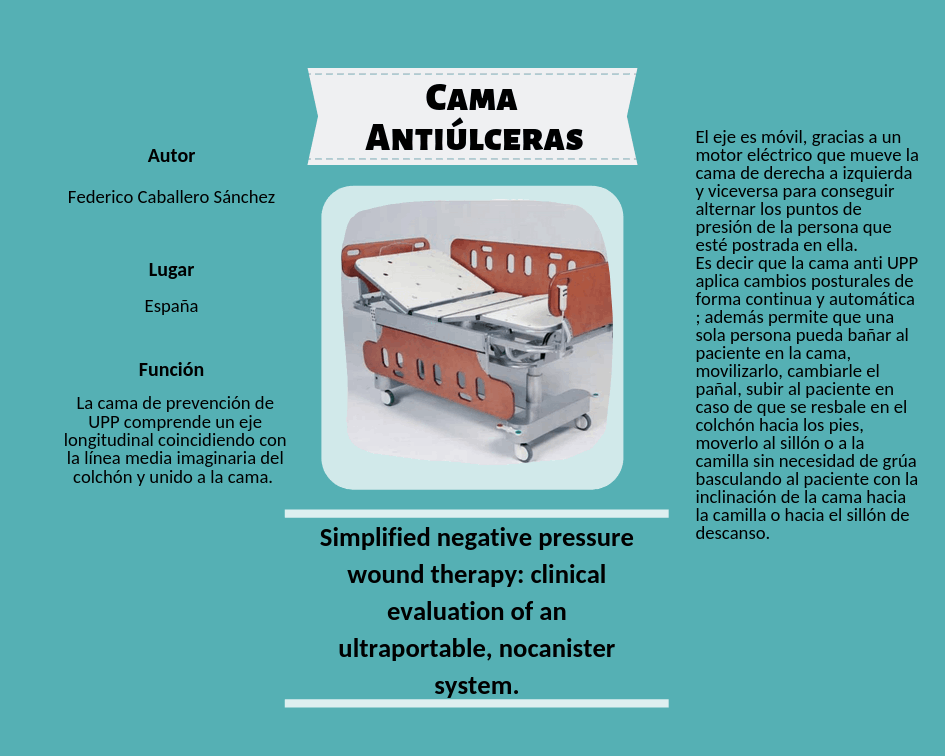 Cama
Antiúlceras
Autor
Federico Caballero Sánchez
Lugar
España
Función
La cama de prevención de
UPP comprende un eje
longitudinal coincidiendo con
la línea media imaginaria del
colchón y unido a la cama.
El eje es móvil, gracias a un
motor eléctrico que mueve la
cama de derecha a izquierda
y viceversa para conseguir
alternar los puntos de
presión de la persona que
esté postrada en ella.
Es decir que la cama anti UPP
aplica cambios posturales de
forma continua y automática
; además permite que una
sola persona pueda bañar al
paciente en la cama,
movilizarlo, cambiarle el
pañal, subir al paciente en
caso de que se resbale en el
colchón hacia los pies,
moverlo al sillón o a la
camilla sin necesidad de grúa
basculando al paciente con la
inclinación de la cama hacia
la camilla o hacia el sillón de
descanso.
Simplified negative pressure
wound therapy: clinical
evaluation of an
ultraportable, nocanister
system.